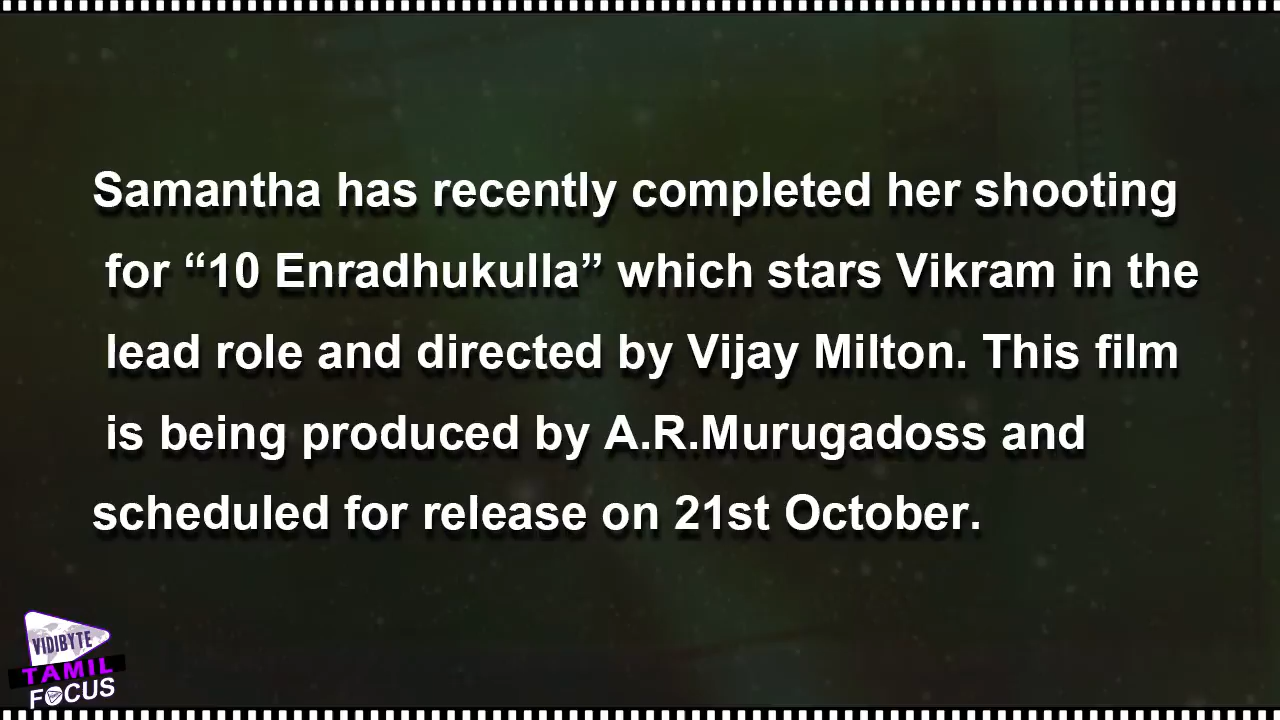 Samantha has recently completed her shooting
for “10 Enradhukulla” which stars Vikram in the
lead role and directed by Vijay Milton. This film
is being produced by A.R.Murugadoss and
scheduled for release on 21st October.
VIDIBYTE
TAMIL
FOCUS